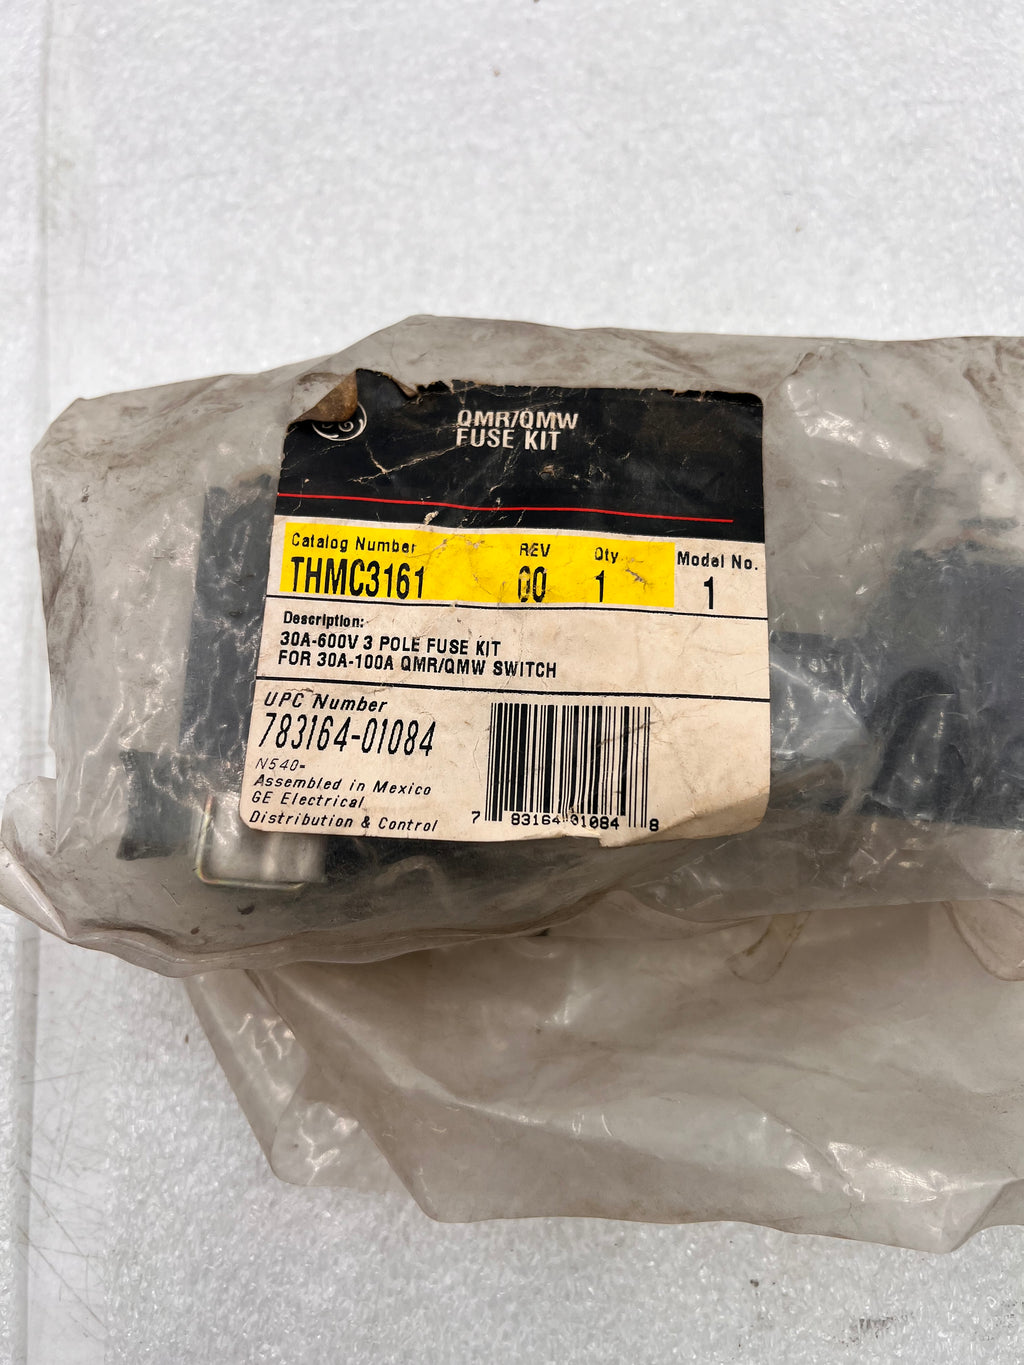 QMR/QMW
FUSE KIT
Catalog Number REV Qty Model No.
THMC3161 00 1 1
Description:
30A-600V 3 POLE FUSE KIT
FOR 30A-100A QMR/QMW SWITCH
UPC Number
783164-01084
N540-
Assembled in Mexico
GE Electrical
Distribution & Control
7 83164 01084 8